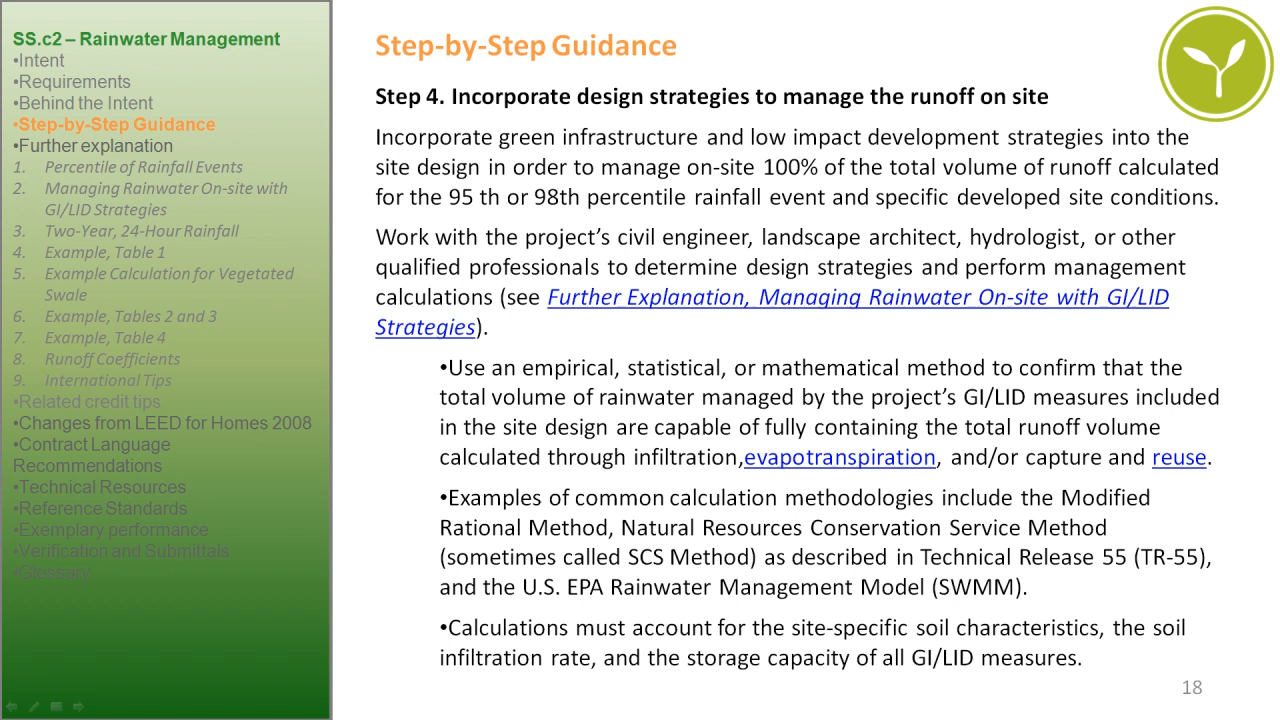 SS.c2 – Rainwater Management
•Intent
•Requirements
•Behind the Intent
•Step-by-Step Guidance
•Further explanation
1. Percentile of Rainfall Events
2. Managing Rainwater On-site with
GI/LID Strategies
3. Two-Year, 24-Hour Rainfall
4. Example, Table 1
5. Example Calculation for Vegetated
Swale
6. Example, Tables 2 and 3
7. Example, Table 4
8. Runoff Coefficients
9. International Tips
•Related credit tips
•Changes from LEED for Homes 2008
•Contract Language
Recommendations
•Technical Resources
•Reference Standards
•Exemplary performance
•Verification and Submittals
•Glossary
Step-by-Step Guidance
Step 4. Incorporate design strategies to manage the runoff on site
Incorporate green infrastructure and low impact development strategies into the
site design in order to manage on-site 100% of the total volume of runoff calculated
for the 95 th or 98th percentile rainfall event and specific developed site conditions.
Work with the project’s civil engineer, landscape architect, hydrologist, or other
qualified professionals to determine design strategies and perform management
calculations (see Further Explanation, Managing Rainwater On-site with GI/LID
Strategies).
•Use an empirical, statistical, or mathematical method to confirm that the
total volume of rainwater managed by the project’s GI/LID measures included
in the site design are capable of fully containing the total runoff volume
calculated through infiltration,evapotranspiration, and/or capture and reuse.
•Examples of common calculation methodologies include the Modified
Rational Method, Natural Resources Conservation Service Method
(sometimes called SCS Method) as described in Technical Release 55 (TR-55),
and the U.S. EPA Rainwater Management Model (SWMM).
•Calculations must account for the site-specific soil characteristics, the soil
infiltration rate, and the storage capacity of all GI/LID measures.
18